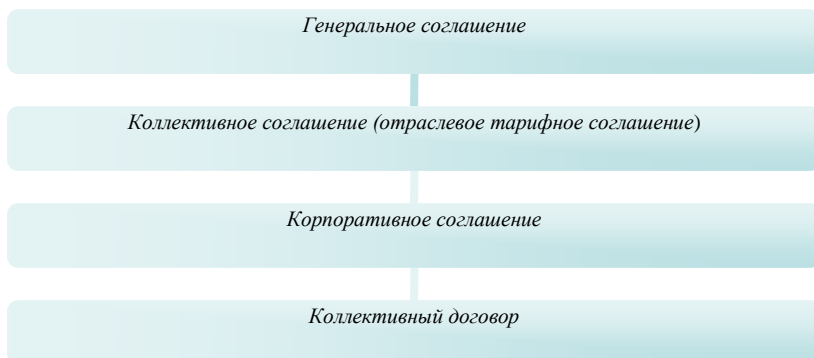 Генеральное соглашение
Коллективное соглашение (отраслевое тарифное соглашение)
Корпоративное соглашение
Коллективный договор